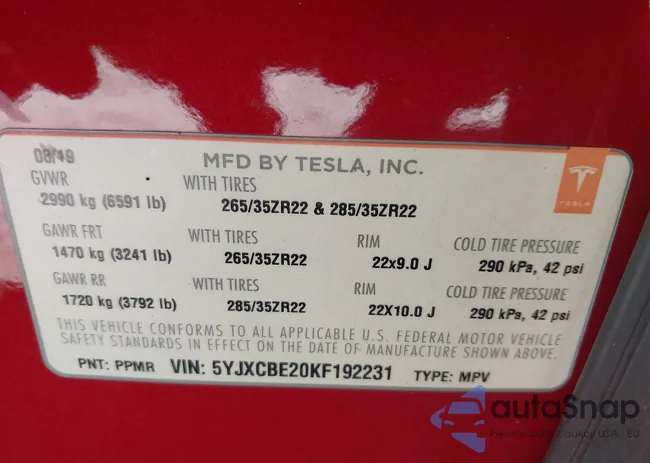 08/19
MFD BY TESLA, INC.
GVWR WITH TIRES
2990 kg (6591 lb) 265/35ZR22 & 285/35ZR22
TESLA
GAWR FRT WITH TIRES RIM COLD TIRE PRESSURE
1470 kg (3241 lb) 265/35ZR22 22x9.0 J 290 kPa, 42 psi
GAWR RR WITH TIRES RIM COLD TIRE PRESSURE
1720 kg (3792 lb) 285/35ZR22 22X10.0 J 290 kPa, 42 psi
THIS VEHICLE CONFORMS TO ALL APPLICABLE U.S. FEDERAL MOTOR VEHICLE
SAFETY STANDARDS IN EFFECT ON THE DATE OF MANUFACTURE SHOWN ABOVE.
PNT: PPMR VIN: 5YJXCBE20KF192231 TYPE: MPV
autaSnap